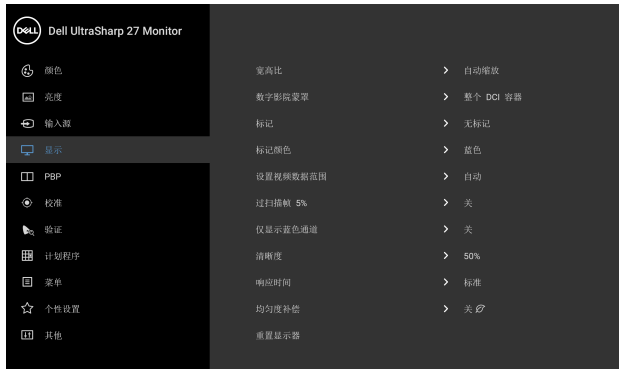 DELL Dell UltraSharp 27 Monitor
颜色
亮度
输入源
显示
PBP
校准
验证
计划程序
菜单
个性设置
其他
宽高比 自动缩放
数字影院蒙罩 整个 DCI 容器
标记 无标记
标记颜色 蓝色
设置视频数据范围 自动
过扫描帧 5% 关
仅显示蓝色通道 关
清晰度 50%
响应时间 标准
均匀度补偿 关
重置显示器